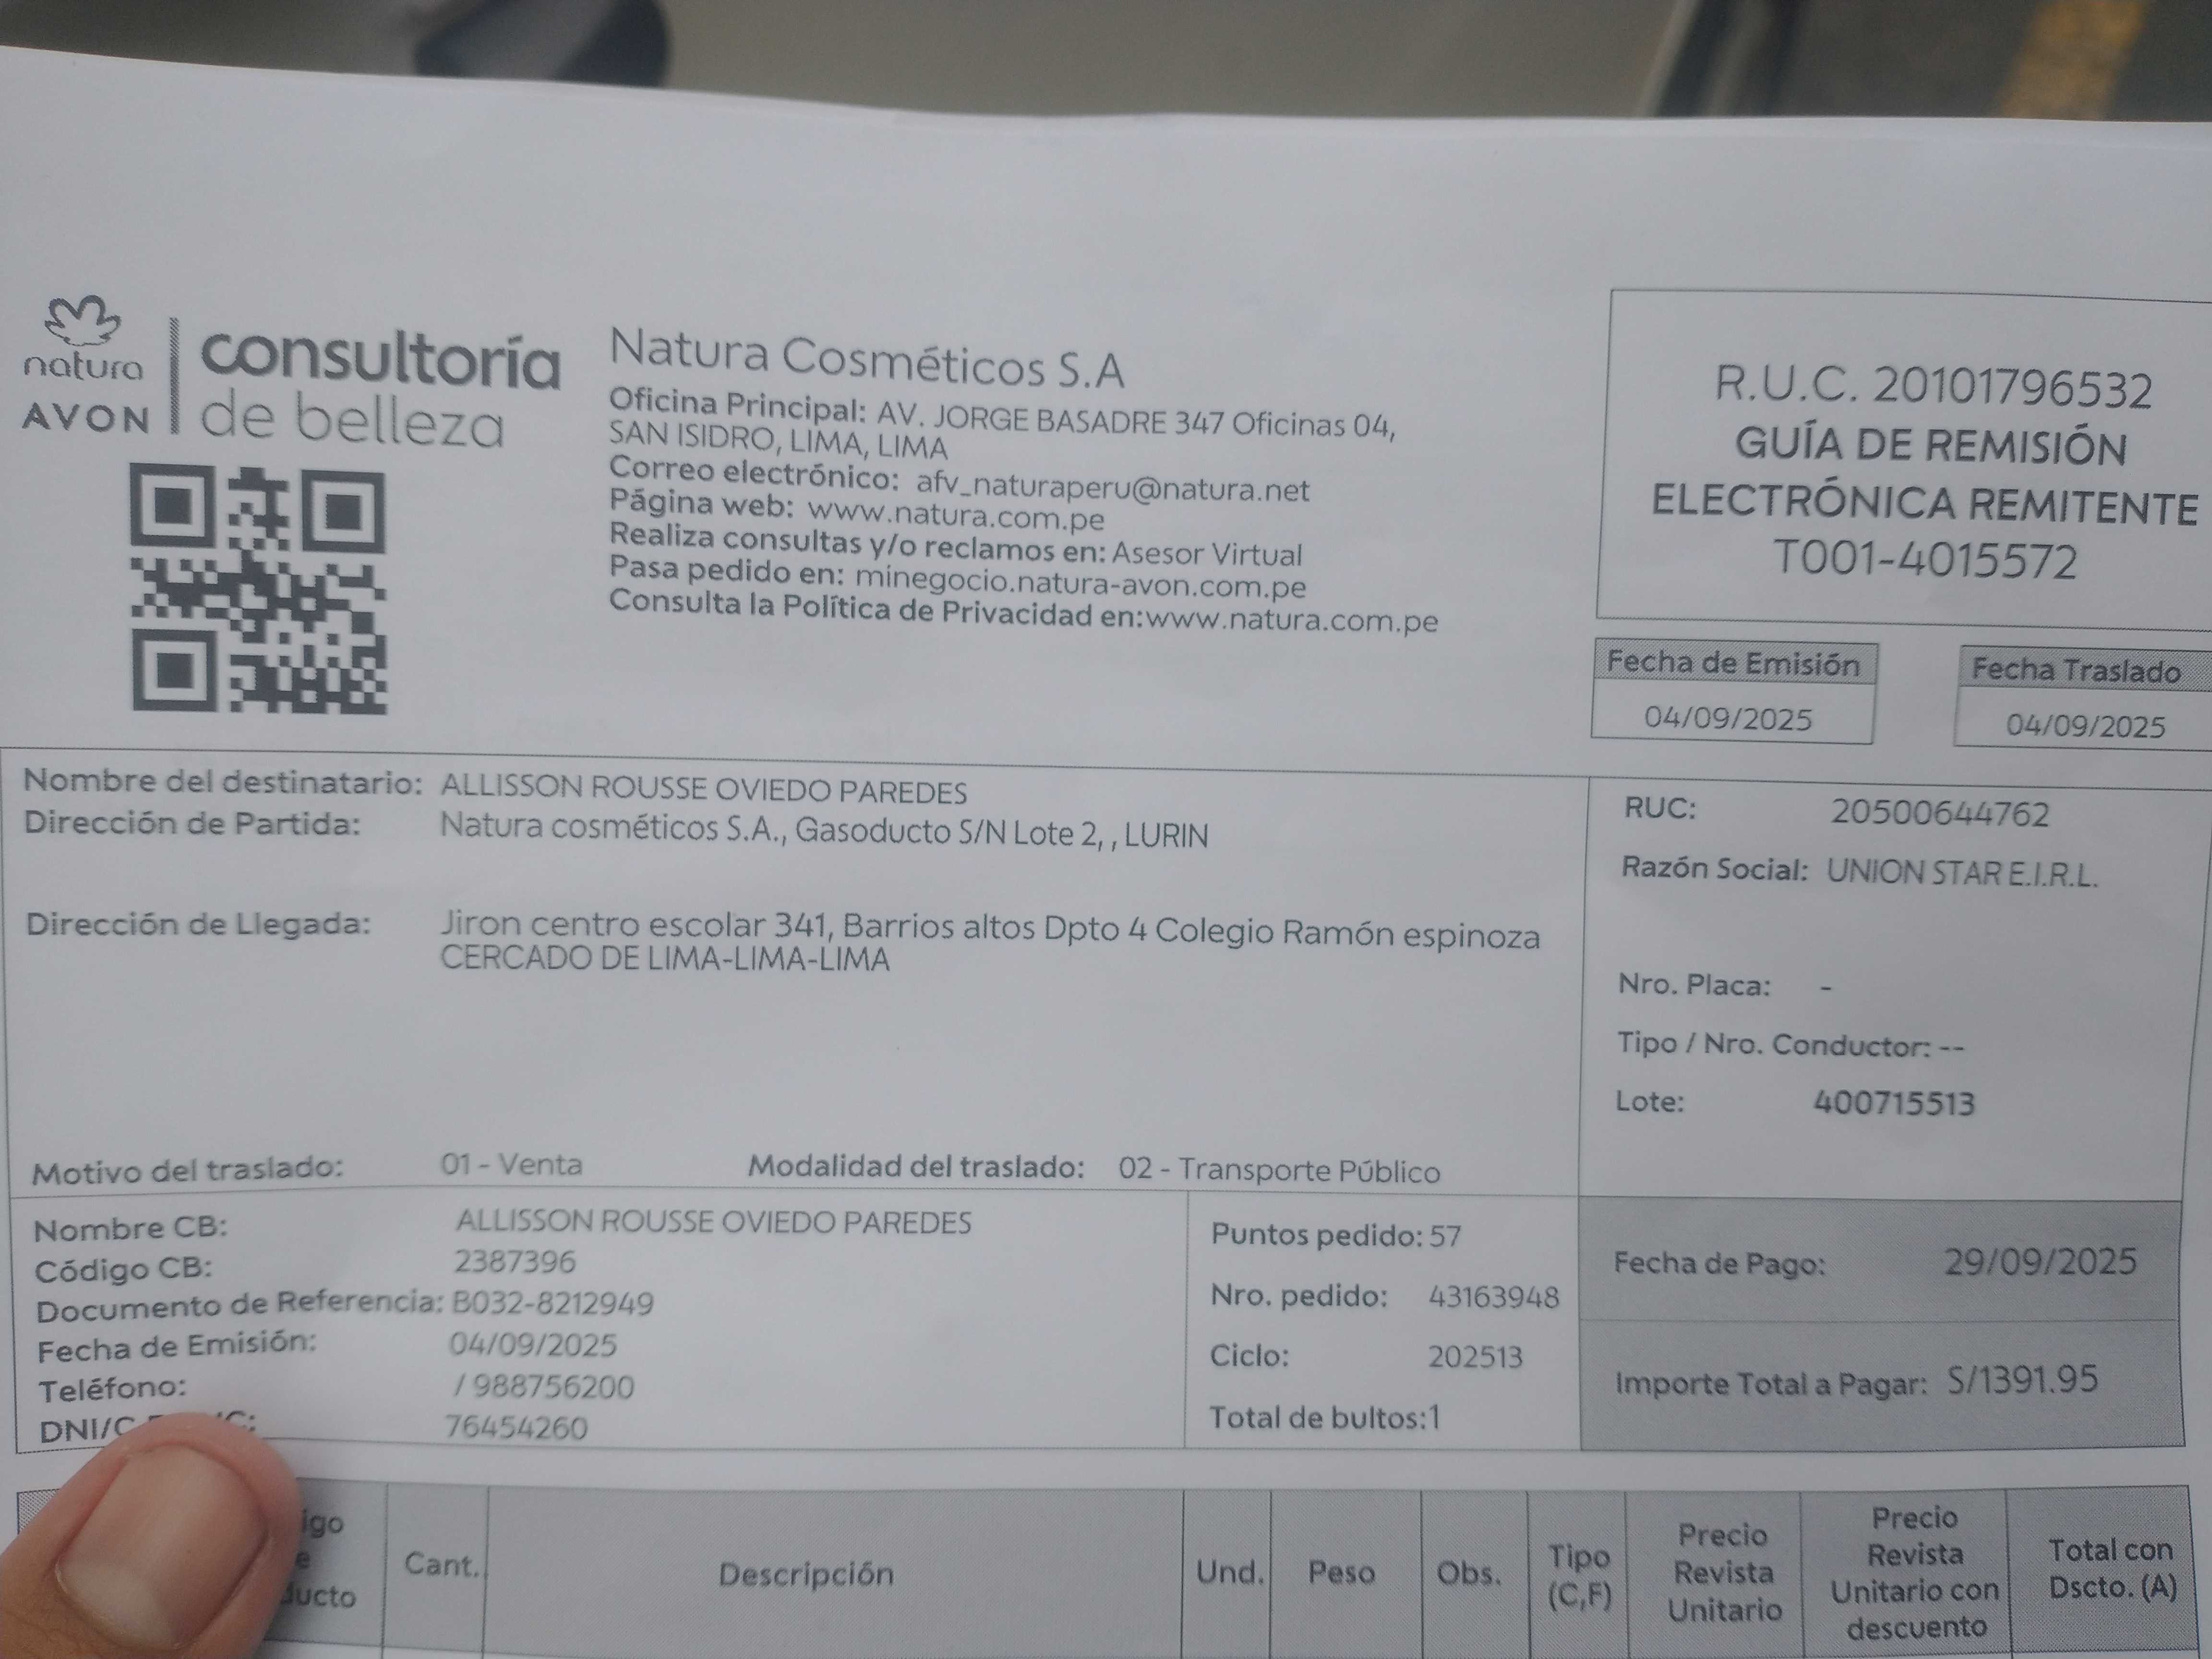 natura
AVON
consultoría
de belleza
Natura Cosméticos S.A
Oficina Principal: AV. JORGE BASADRE 347 Oficinas 04,
SAN ISIDRO, LIMA, LIMA
Correo electrónico: afv_naturaperu@natura.net
Página web: www.natura.com.pe
Realiza consultas y/o reclamos en: Asesor Virtual
Pasa pedido en: minegocio.natura-avon.com.pe
Consulta la Política de Privacidad en:www.natura.com.pe
R.U.C. 20101796532
GUÍA DE REMISIÓN
ELECTRÓNICA REMITENTE
T001-4015572
Fecha de Emisión
04/09/2025
Fecha Traslado
04/09/2025
Nombre del destinatario: ALLISSON ROUSSE OVIEDO PAREDES
Dirección de Partida: Natura cosméticos S.A., Gasoducto S/N Lote 2, , LURIN
Dirección de Llegada: Jiron centro escolar 341, Barrios altos Dpto 4 Colegio Ramón espinoza
CERCADO DE LIMA-LIMA-LIMA
Motivo del traslado: 01 - Venta Modalidad del traslado: 02 - Transporte Público
RUC: 20500644762
Razón Social: UNION STAR E.I.R.L.
Nro. Placa: -
Tipo / Nro. Conductor: --
Lote: 400715513
Nombre CB: ALLISSON ROUSSE OVIEDO PAREDES
Código CB: 2387396
Documento de Referencia: B032-8212949
Fecha de Emisión: 04/09/2025
Teléfono: / 988756200
DNI/C 76454260
Puntos pedido: 57
Nro. pedido: 43163948
Ciclo: 202513
Total de bultos:1
Fecha de Pago: 29/09/2025
Importe Total a Pagar: S/1391.95
Cant.
Descripción
Und.
Peso
Obs.
Tipo
(C,F)
Precio
Revista
Unitario
Precio
Revista
Unitario con
descuento
Total con
Dscto. (A)